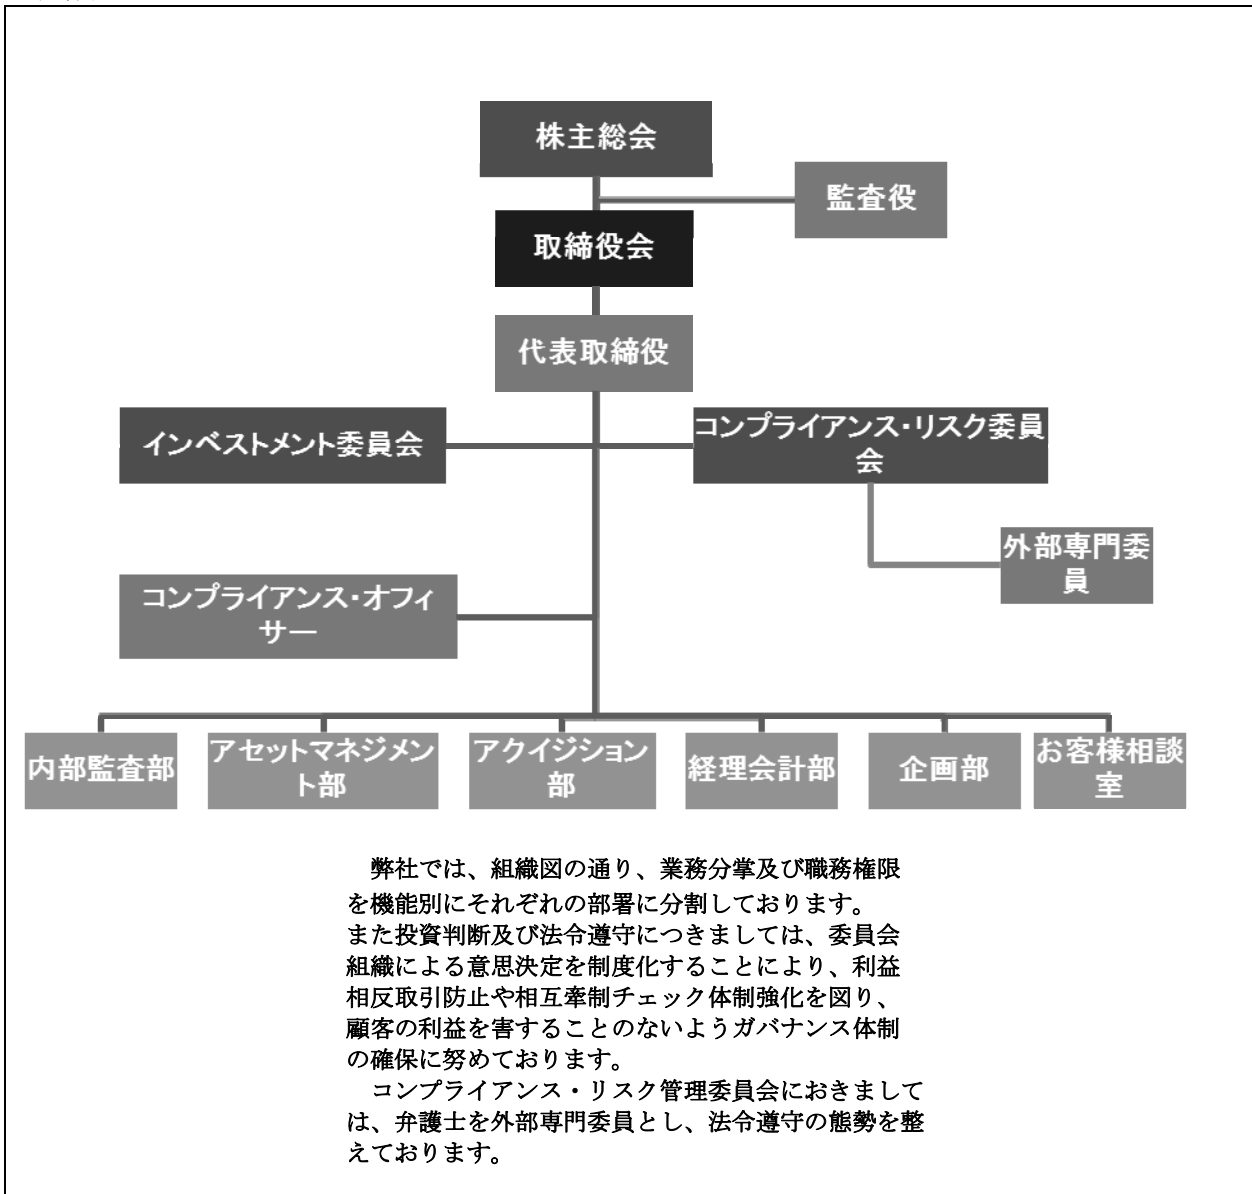 株主総会
監査役
取締役会
代表取締役
インベストメント委員会
コンプライアンス・リスク委員
会
外部専門委
員
コンプライアンス・オフィ
サー
内部監査部
アセットマネジメン
ト部
アクイジション
部
経理会計部
企画部
お客様相談
室
弊社では、組織図の通り、業務分掌及び職務権限
を機能別にそれぞれの部署に分割しております。
また投資判断及び法令遵守につきましては、委員会
組織による意思決定を制度化することにより、利益
相反取引防止や相互牽制チェック体制強化を図り、
顧客の利益を害することのないようガバナンス体制
の確保に努めております。
コンプライアンス・リスク管理委員会におきまして
は、弁護士を外部専門委員とし、法令遵守の態勢を整
えております。